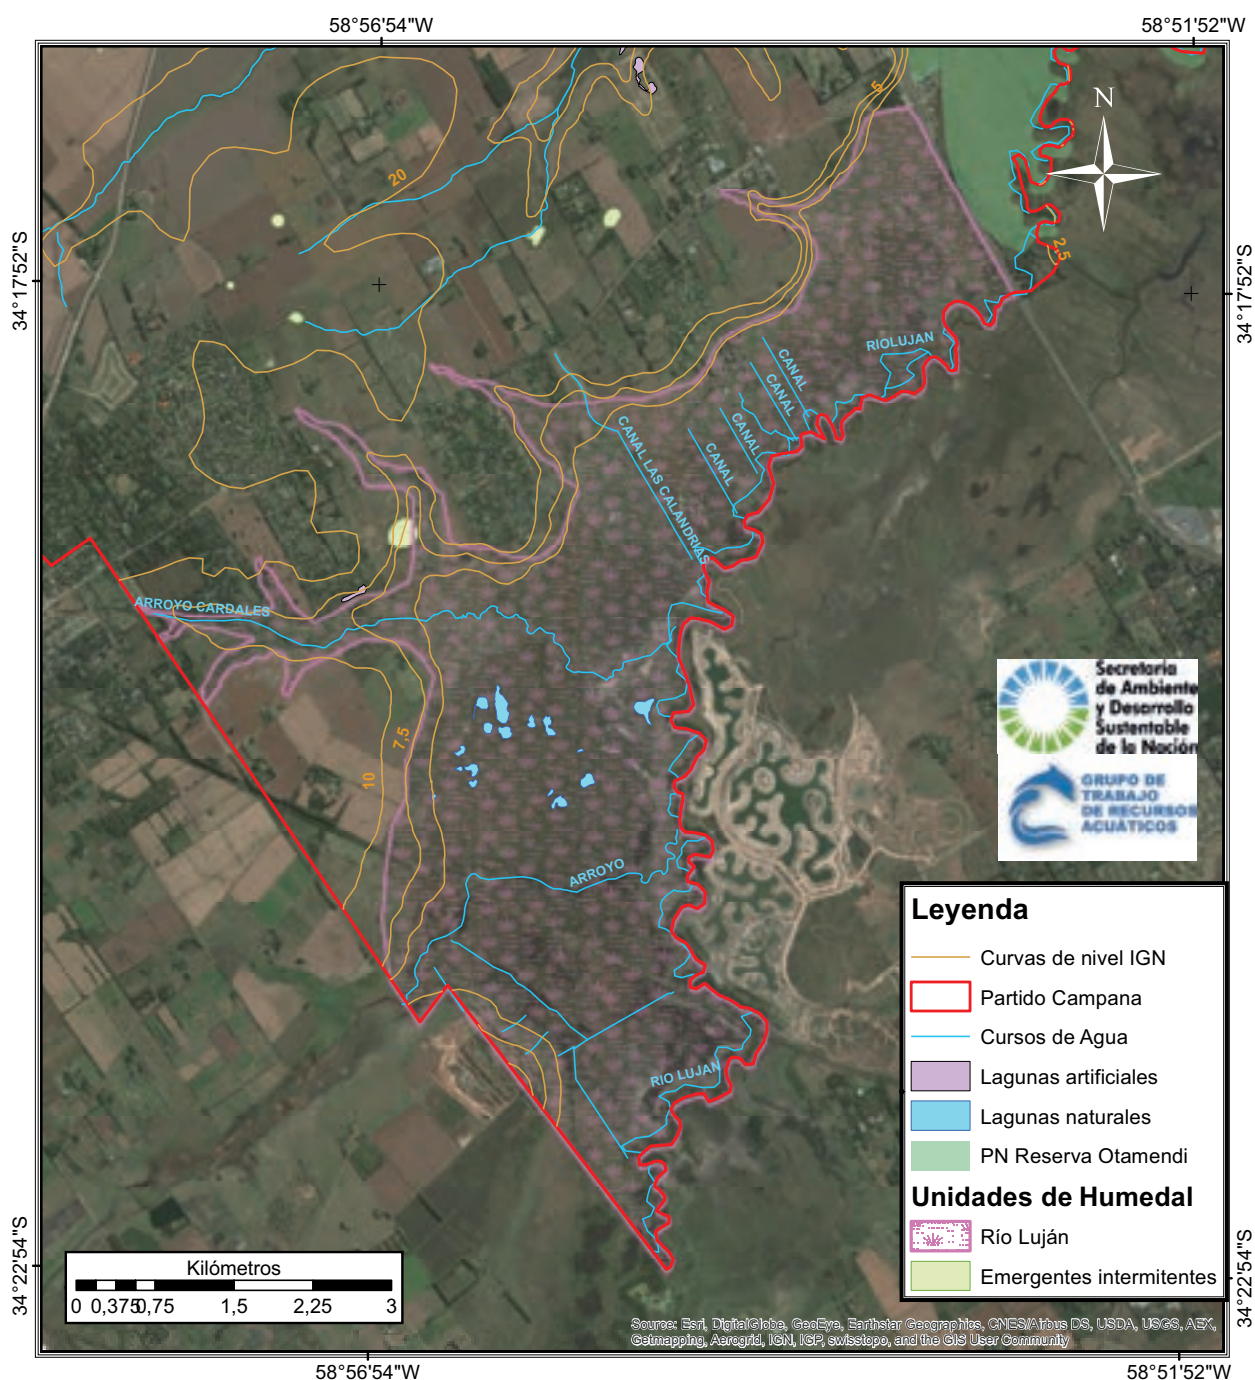 58°56'54"W
58°51'52"W
N
5
20
2,5
34°17'52"S
34°17'52"S
RIOLUJAN
CANAL
CANAL
CANAL
CANAL
CANAL LAS CALANDRIAS
ARROYO CARDALES
7,5
10
ARROYO
RIO LUJAN
Secretaría
de Ambiente
y Desarrollo
Sustentable
de la Nación
GRUPO DE
TRABAJO
DE RECURSOS
ACUÁTICOS
Leyenda
Curvas de nivel IGN
Partido Campana
Cursos de Agua
Lagunas artificiales
Lagunas naturales
PN Reserva Otamendi
Unidades de Humedal
Río Luján
Emergentes intermitentes
34°22'54"S
34°22'54"S
Kilómetros
0 0,375 0,75 1,5 2,25 3
Source: Esri, DigitalGlobe, GeoEye, Earthstar Geographics, CNES/Airbus DS, USDA, USGS, AEX,
Getmapping, Aerogrid, IGN, IGP, swisstopo, and the GIS User Community
58°56'54"W
58°51'52"W